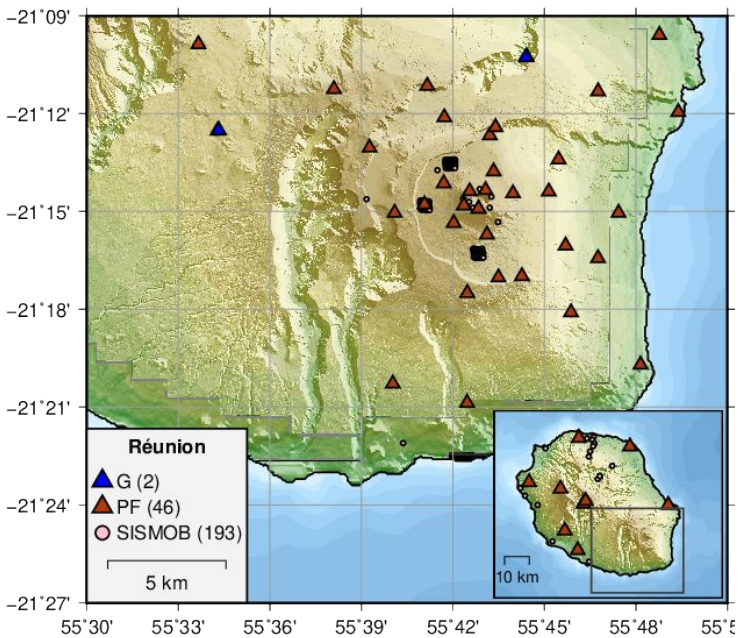 -21˚09'
-21˚12'
-21˚15'
-21˚18'
-21˚21'
-21˚24'
-21˚27'
Réunion
G (2)
PF (46)
SISMOB (193)
5 km
10 km
55˚30' 55˚33' 55˚36' 55˚39' 55˚42' 55˚45' 55˚48' 55˚5